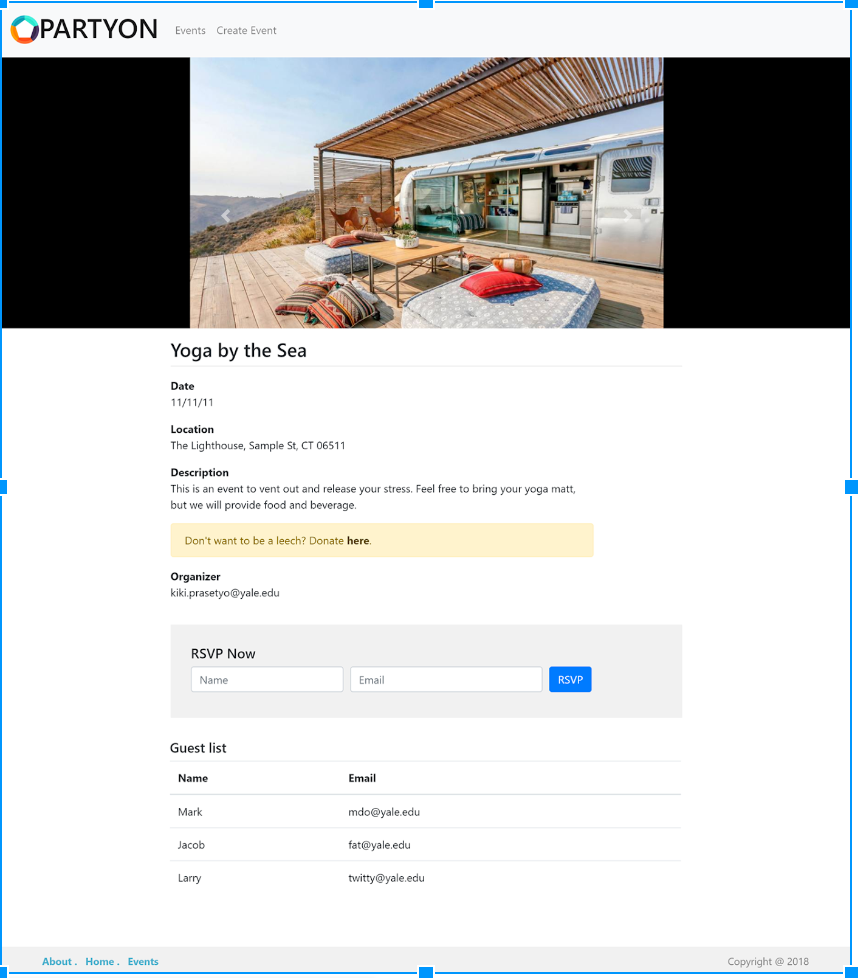 PARTYON
Events Create Event
Yoga by the Sea
Date
11/11/11
Location
The Lighthouse, Sample St, CT 06511
Description
This is an event to vent out and release your stress. Feel free to bring your yoga matt,
but we will provide food and beverage.
Don't want to be a leech? Donate here.
Organizer
kiki.prasetyo@yale.edu
RSVP Now
Name Email RSVP
Guest list
Name Email
Mark mdo@yale.edu
Jacob fat@yale.edu
Larry twitty@yale.edu
About . Home . Events Copyright @ 2018